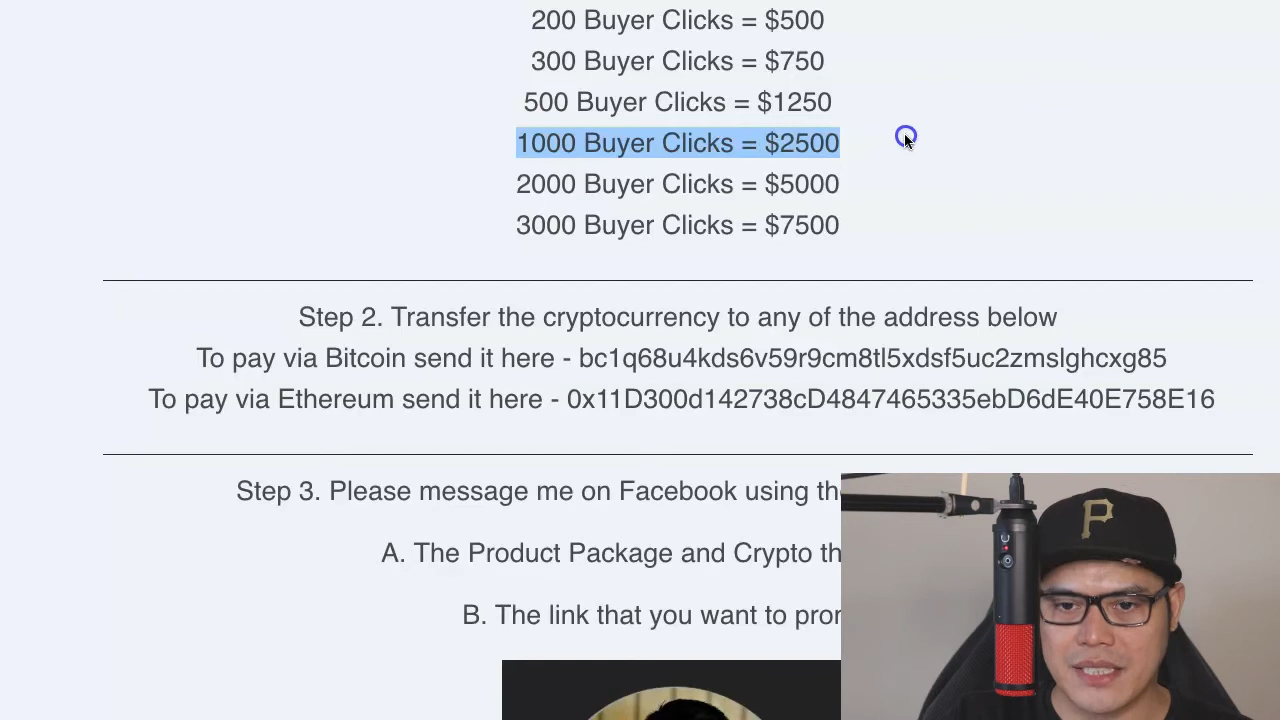 200 Buyer Clicks = $500
300 Buyer Clicks = $750
500 Buyer Clicks = $1250
1000 Buyer Clicks = $2500
2000 Buyer Clicks = $5000
3000 Buyer Clicks = $7500
Step 2. Transfer the cryptocurrency to any of the address below
To pay via Bitcoin send it here - bc1q68u4kds6v59r9cm8tl5xdsf5uc2zmslghcxg85
To pay via Ethereum send it here - 0x11D300d142738cD4847465335ebD6dE40E758E16
Step 3. Please message me on Facebook using
A. The Product Package and Crypto
B. The link that you want to
P